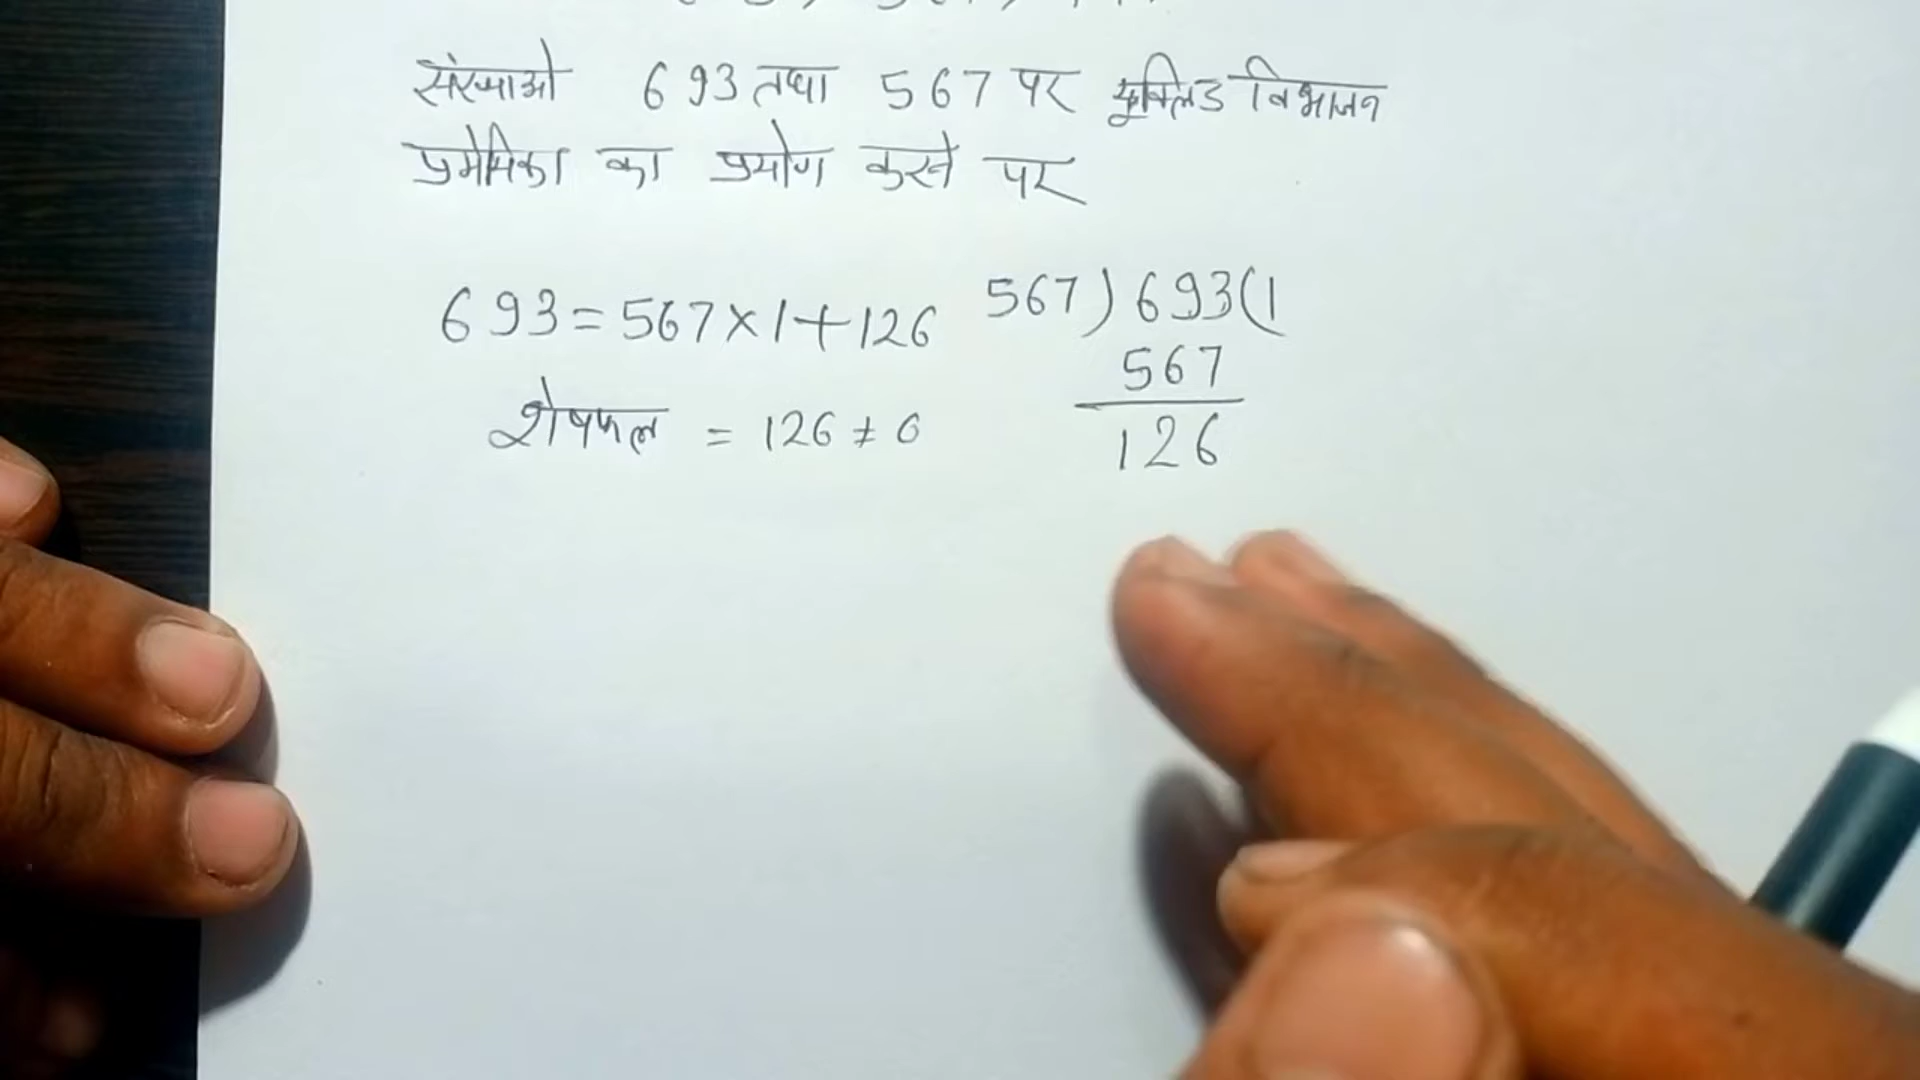 संख्याओ 693 तथा 567 पर यूक्लिड विभाजन
प्रमेयिका का प्रयोग करने पर
693 = 567 × 1 + 126
शेषफल = 126 ≠ 0
567 ) 693 ( 1
567
126